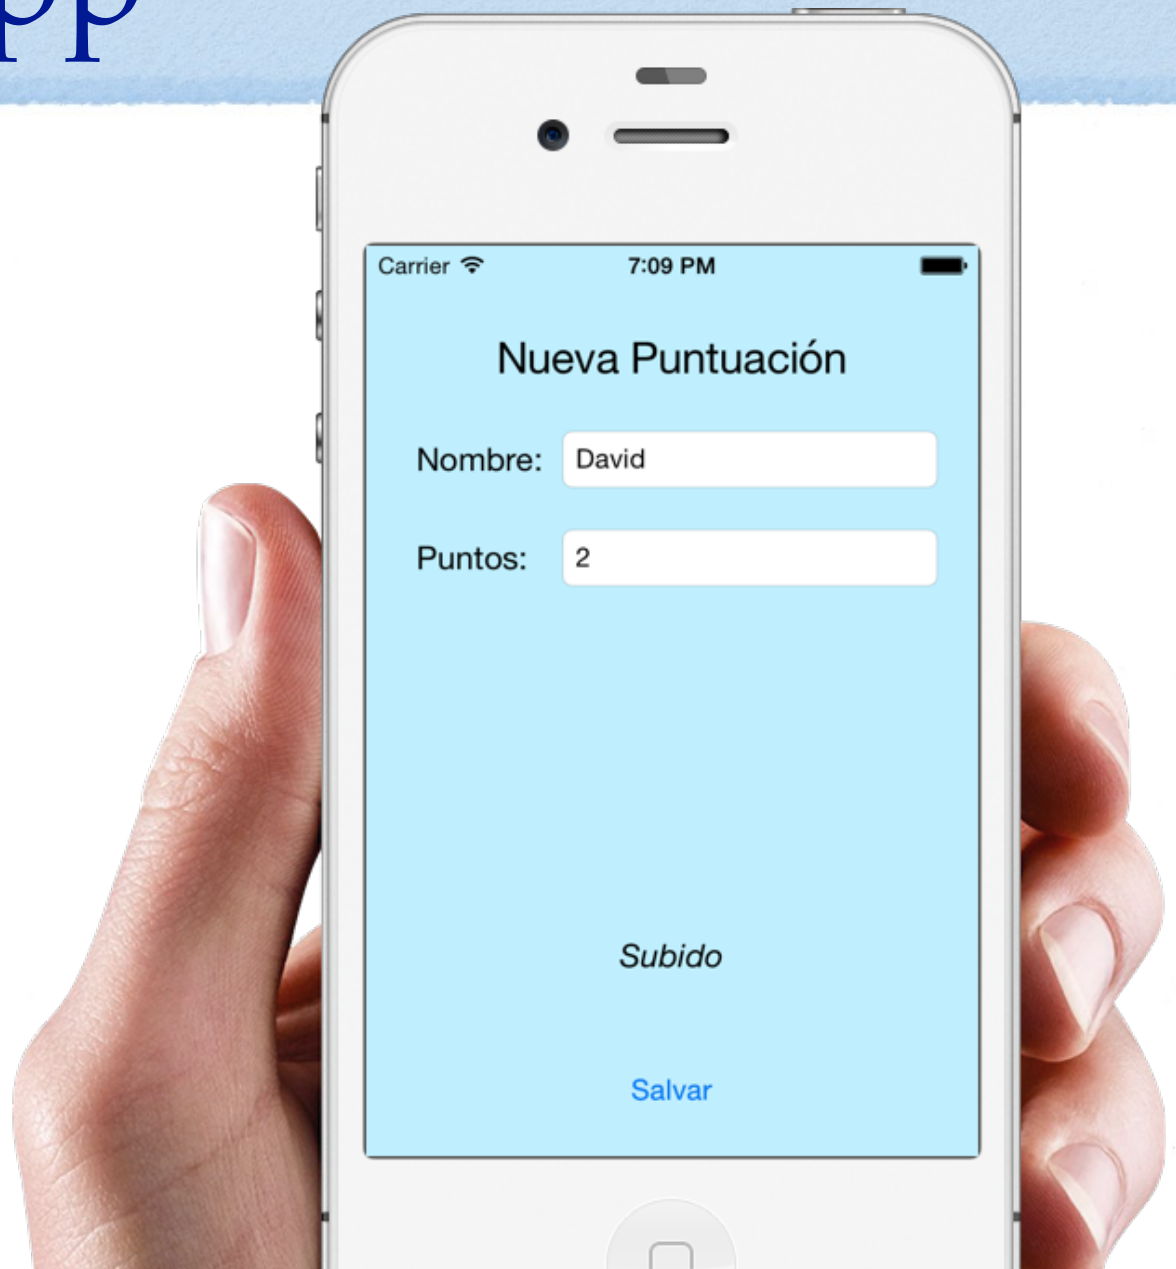 pp
Carrier 7:09 PM
Nueva Puntuación
Nombre: David
Puntos: 2
Subido
Salvar